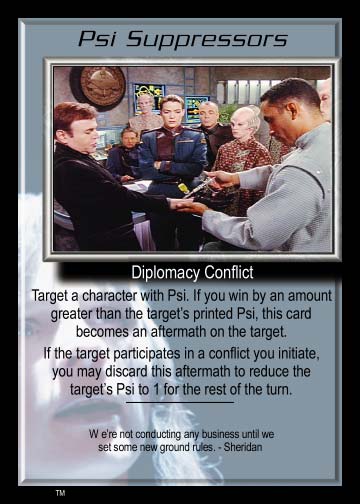 Psi Suppressors
Diplomacy Conflict
Target a character with Psi. If you win by an amount
greater than the target's printed Psi, this card
becomes an aftermath on the target.
If the target participates in a conflict you initiate,
you may discard this aftermath to reduce the
target's Psi to 1 for the rest of the turn.
W e're not conducting any business until we
set some new ground rules. - Sheridan
TM